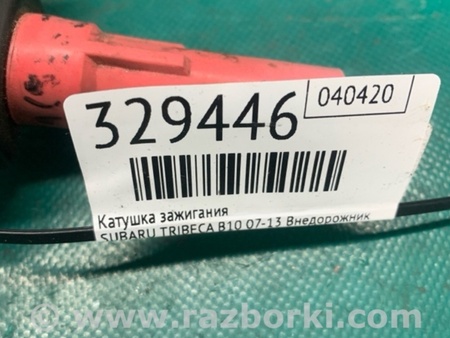 329446
040420
Катушка зажигания
SUBARU TRIBECA B10 07-13 Внедорожник
www.razborki.com